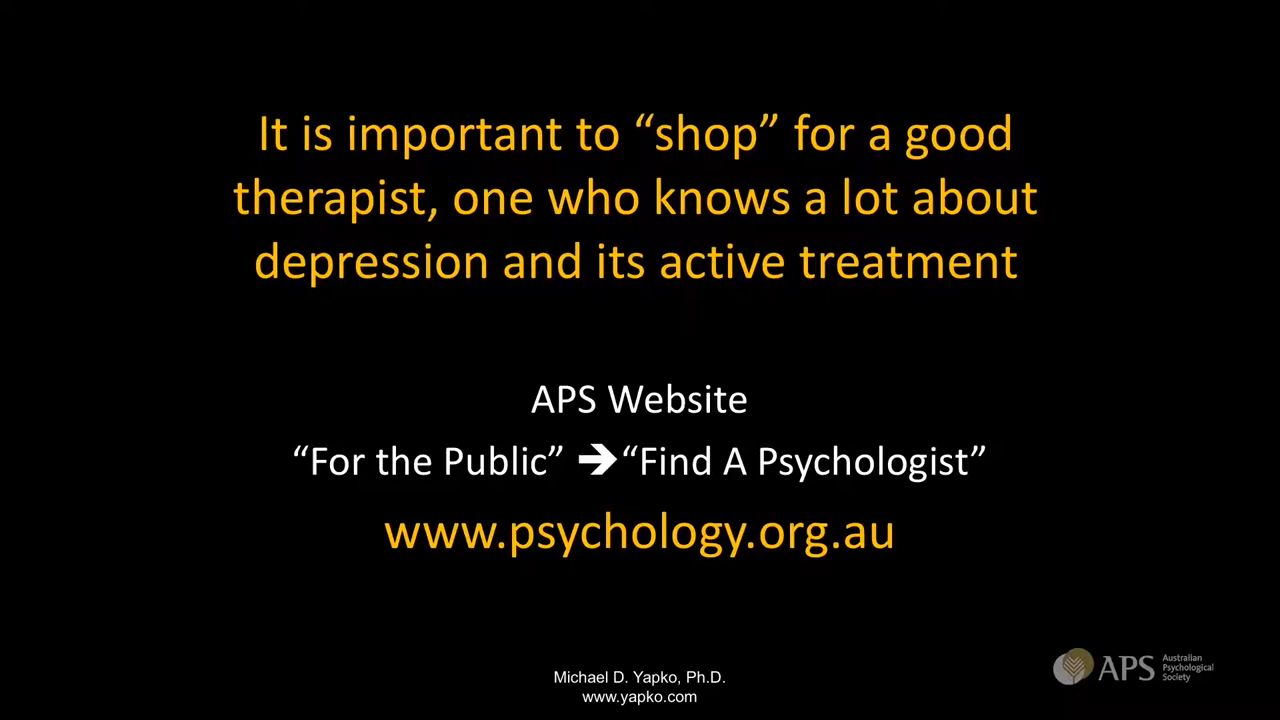 It is important to “shop” for a good
therapist, one who knows a lot about
depression and its active treatment
APS Website
“For the Public” ➔“Find A Psychologist”
www.psychology.org.au
Michael D. Yapko, Ph.D.
www.yapko.com
APS
Australian
Psychological
Society